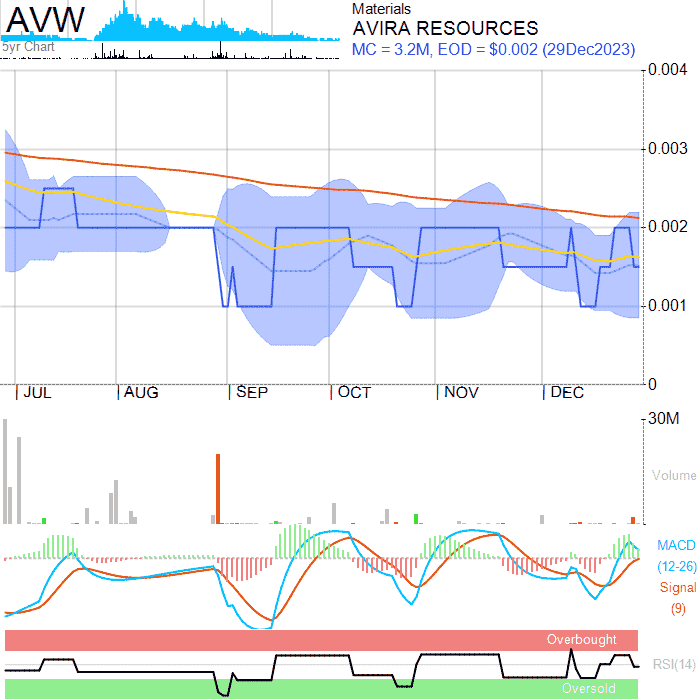 AVW
5yr Chart
Materials
AVIRA RESOURCES
MC = 3.2M, EOD = $0.002 (29Dec2023)
0.004
0.003
0.002
0.001
0
JUL AUG SEP OCT NOV DEC
30M
Volume
MACD
(12-26)
Signal
(9)
Overbought
RSI(14)
Oversold